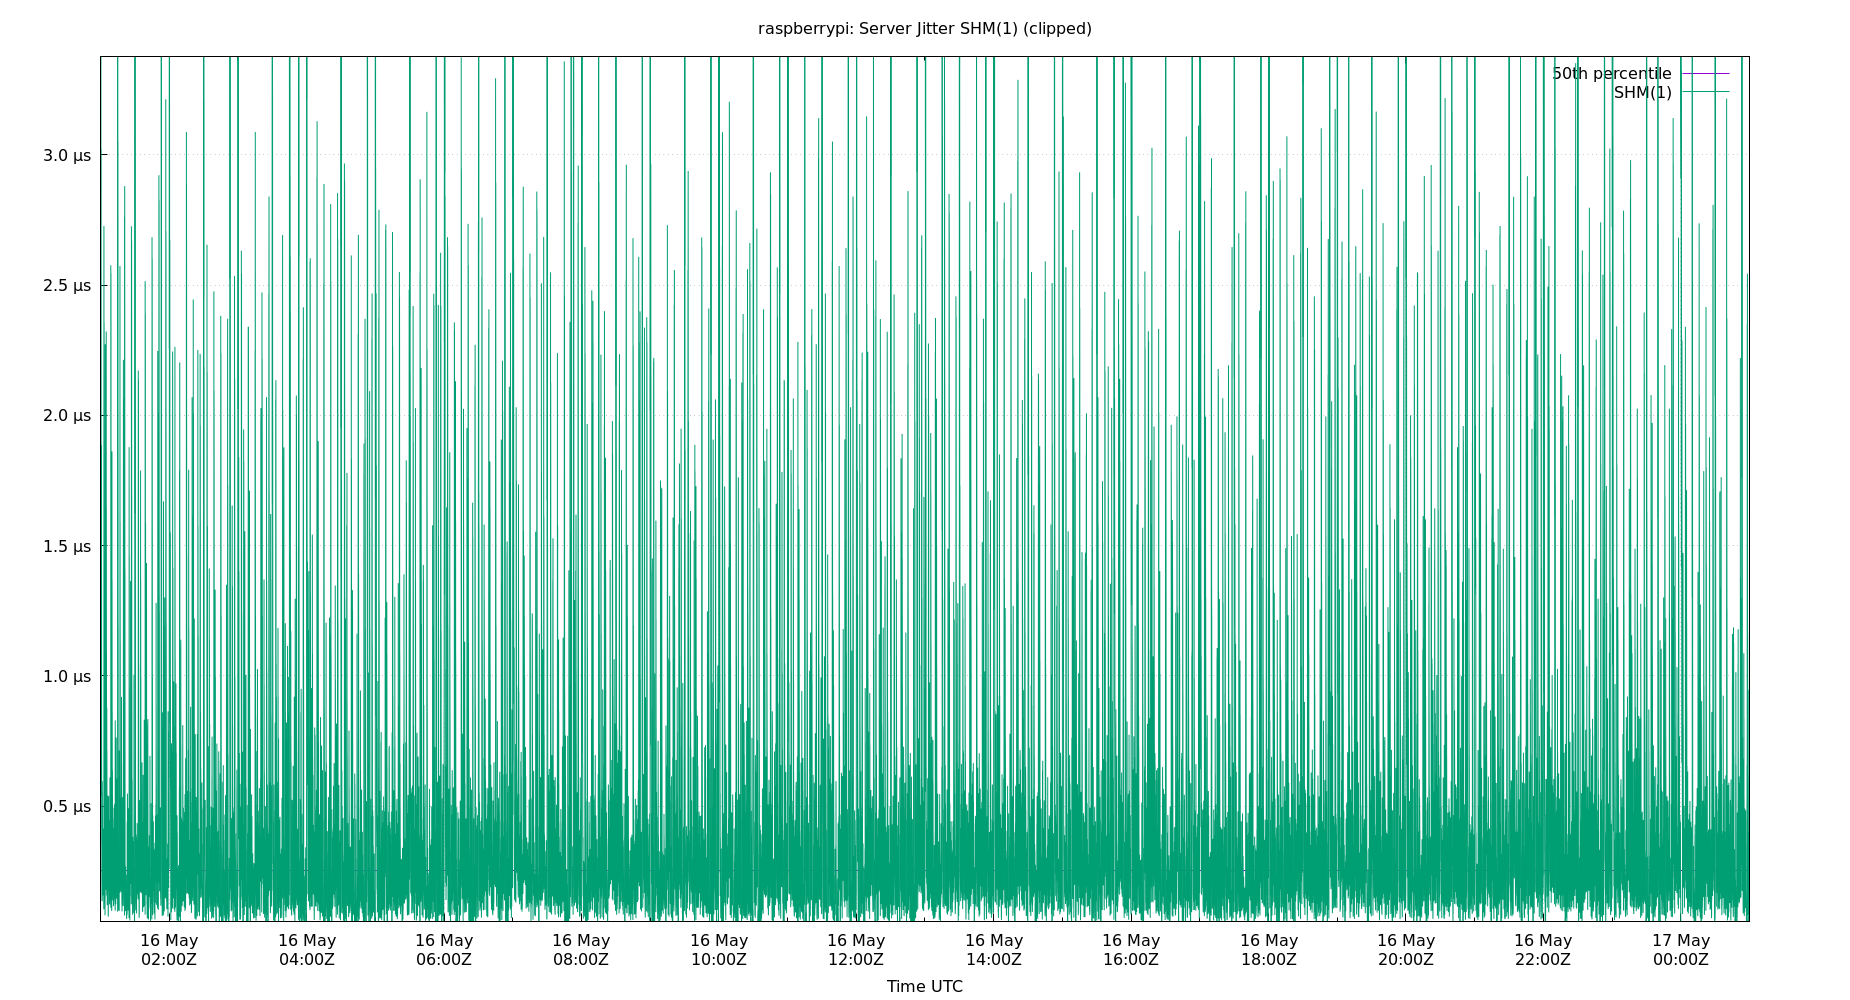 raspberrypi: Server Jitter SHM(1) (clipped)
50th percentile
SHM(1)
3.0 µs
2.5 µs
2.0 µs
1.5 µs
1.0 µs
0.5 µs
16 May 16 May 16 May 16 May 16 May 16 May 16 May 16 May 16 May 16 May 16 May 17 May
02:00Z 04:00Z 06:00Z 08:00Z 10:00Z 12:00Z 14:00Z 16:00Z 18:00Z 20:00Z 22:00Z 00:00Z
Time UTC